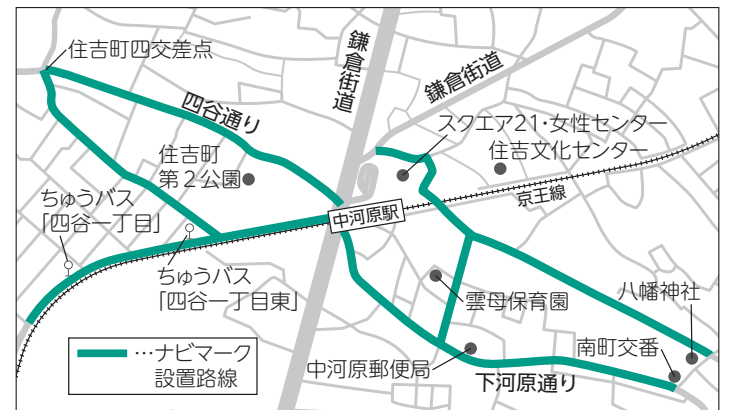 住吉町四交差点
四谷通り
鎌倉街道
鎌倉街道
スクエア21・女性センター
住吉文化センター
住吉町
第２公園
京王線
中河原駅
ちゅうバス
「四谷一丁目」
ちゅうバス
「四谷一丁目東」
雲母保育園
八幡神社
南町交番
中河原郵便局
下河原通り
…ナビマーク
設置路線